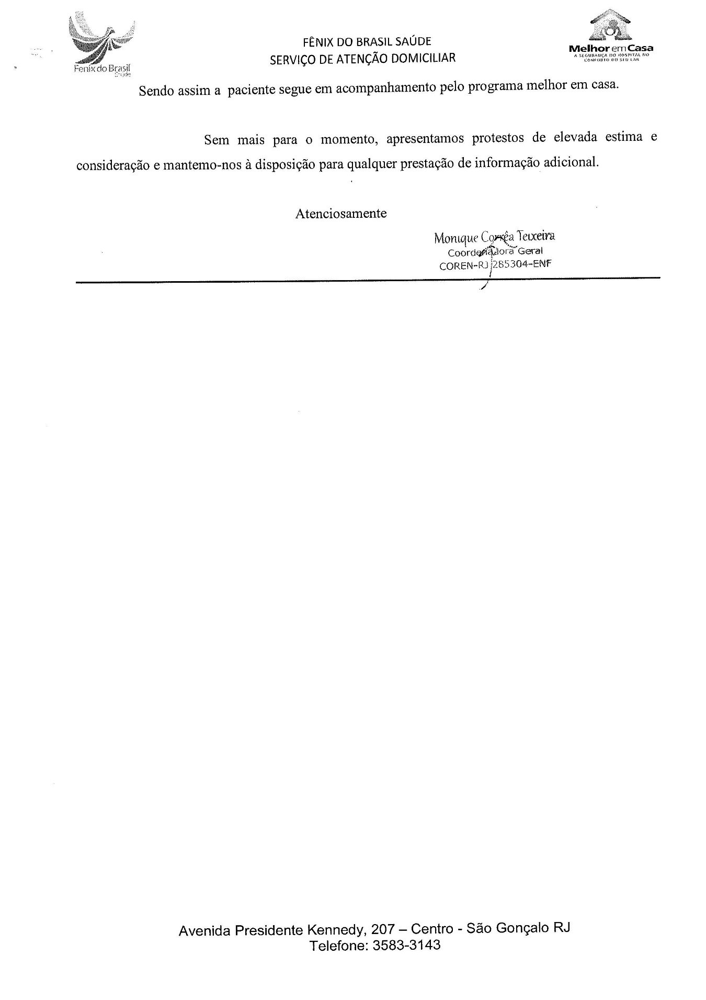 FÊNIX DO BRASIL SAÚDE
SERVIÇO DE ATENÇÃO DOMICILIAR
Fenix do Brasil
Saúde
Melhor em Casa
A SEGURANÇA DO HOSPITAL NO
CONFORTO DO SEU LAR
Sendo assim a paciente segue em acompanhamento pelo programa melhor em casa.
Sem mais para o momento, apresentamos protestos de elevada estima e
consideração e mantemo-nos à disposição para qualquer prestação de informação adicional.
Atenciosamente
Monique Corrêa Teixeira
Coordenadora Geral
COREN-RJ 285304-ENF
Avenida Presidente Kennedy, 207 – Centro - São Gonçalo RJ
Telefone: 3583-3143